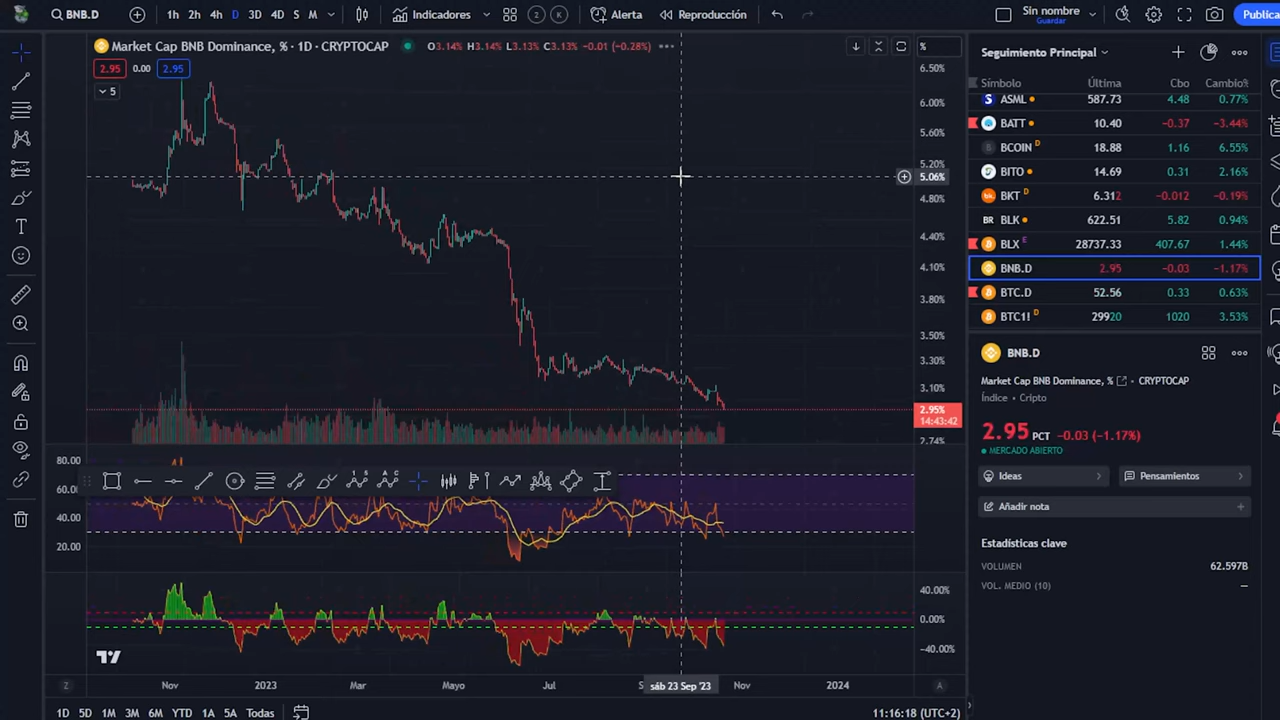 BNB.D
1h 2h 4h D 3D 4D S M
Indicadores
2 K
Alerta
Reproducción
Sin nombre
Guardar
Publica
Market Cap BNB Dominance, % · 1D · CRYPTOCAP
O3.14% H3.14% L3.13% C3.13% -0.01 (-0.28%)
2.95 0.00 2.95
5
%
6.50%
6.00%
5.60%
5.20%
5.06%
4.80%
4.40%
4.10%
3.80%
3.50%
3.30%
3.10%
2.95%
14:43:42
2.74%
80.00
60.00
40.00
20.00
40.00%
0.00%
-40.00%
Nov 2023 Mar Mayo Jul S sáb 23 Sep '23 Nov 2024
Z
A
1D 5D 1M 3M 6M YTD 1A 5A Todas
11:16:18 (UTC+2)
Seguimiento Principal
Símbolo Última Cbo Cambio%
ASML 587.73 4.48 0.77%
BATT 10.40 -0.37 -3.44%
BCOIN D 18.88 1.16 6.55%
BITO 14.69 0.31 2.16%
BKT D 6.312 -0.012 -0.19%
BR BLK 622.51 5.82 0.94%
BLX E 28737.33 407.67 1.44%
BNB.D 2.95 -0.03 -1.17%
BTC.D 52.56 0.33 0.63%
BTC1! D 29920 1020 3.53%
BNB.D
Market Cap BNB Dominance, % · CRYPTOCAP
Índice · Cripto
2.95 PCT -0.03 (-1.17%)
MERCADO ABIERTO
Ideas
Pensamientos
Añadir nota
Estadísticas clave
VOLUMEN 62.597B
VOL. MEDIO (10) —